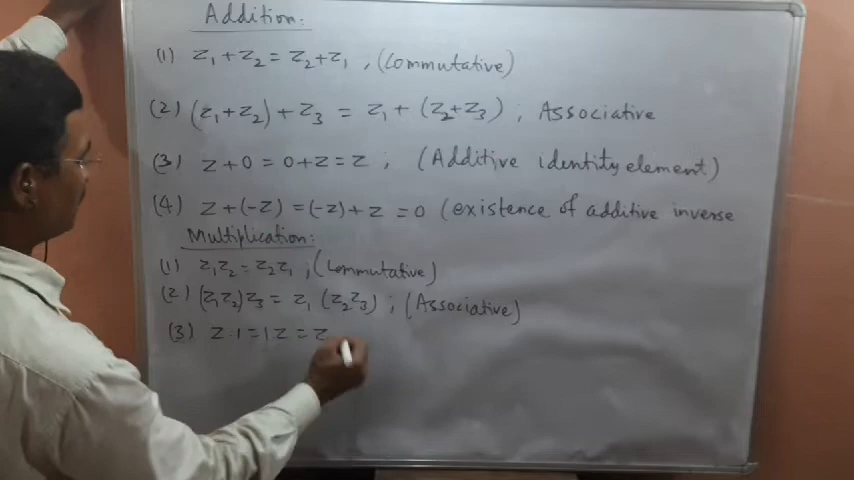 Addition:
(1) z₁+z₂ = z₂+z₁ , (Commutative)
(2) (z₁+z₂)+z₃ = z₁+(z₂+z₃) ; Associative
(3) z+0 = 0+z = z ; (Additive identity element)
(4) z+(-z) = (-z)+z = 0 (existence of additive inverse
Multiplication:
(1) z₁z₂ = z₂z₁ ; (Commutative)
(2) (z₁z₂)z₃ = z₁(z₂z₃) ; (Associative)
(3) z·1 = 1z = z